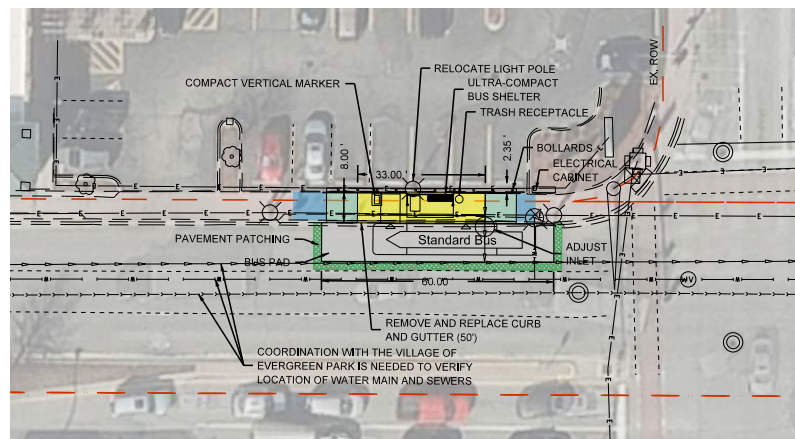 EX. ROW
RELOCATE LIGHT POLE
COMPACT VERTICAL MARKER
ULTRA-COMPACT
BUS SHELTER
TRASH RECEPTACLE
8.00 '
33.00 '
2.35 '
BOLLARDS
ELECTRICAL
CABINET
PAVEMENT PATCHING
Standard Bus
ADJUST
INLET
BUS PAD
60.00
WV
REMOVE AND REPLACE CURB
AND GUTTER (50')
COORDINATION WITH THE VILLAGE OF
EVERGREEN PARK IS NEEDED TO VERIFY
LOCATION OF WATER MAIN AND SEWERS